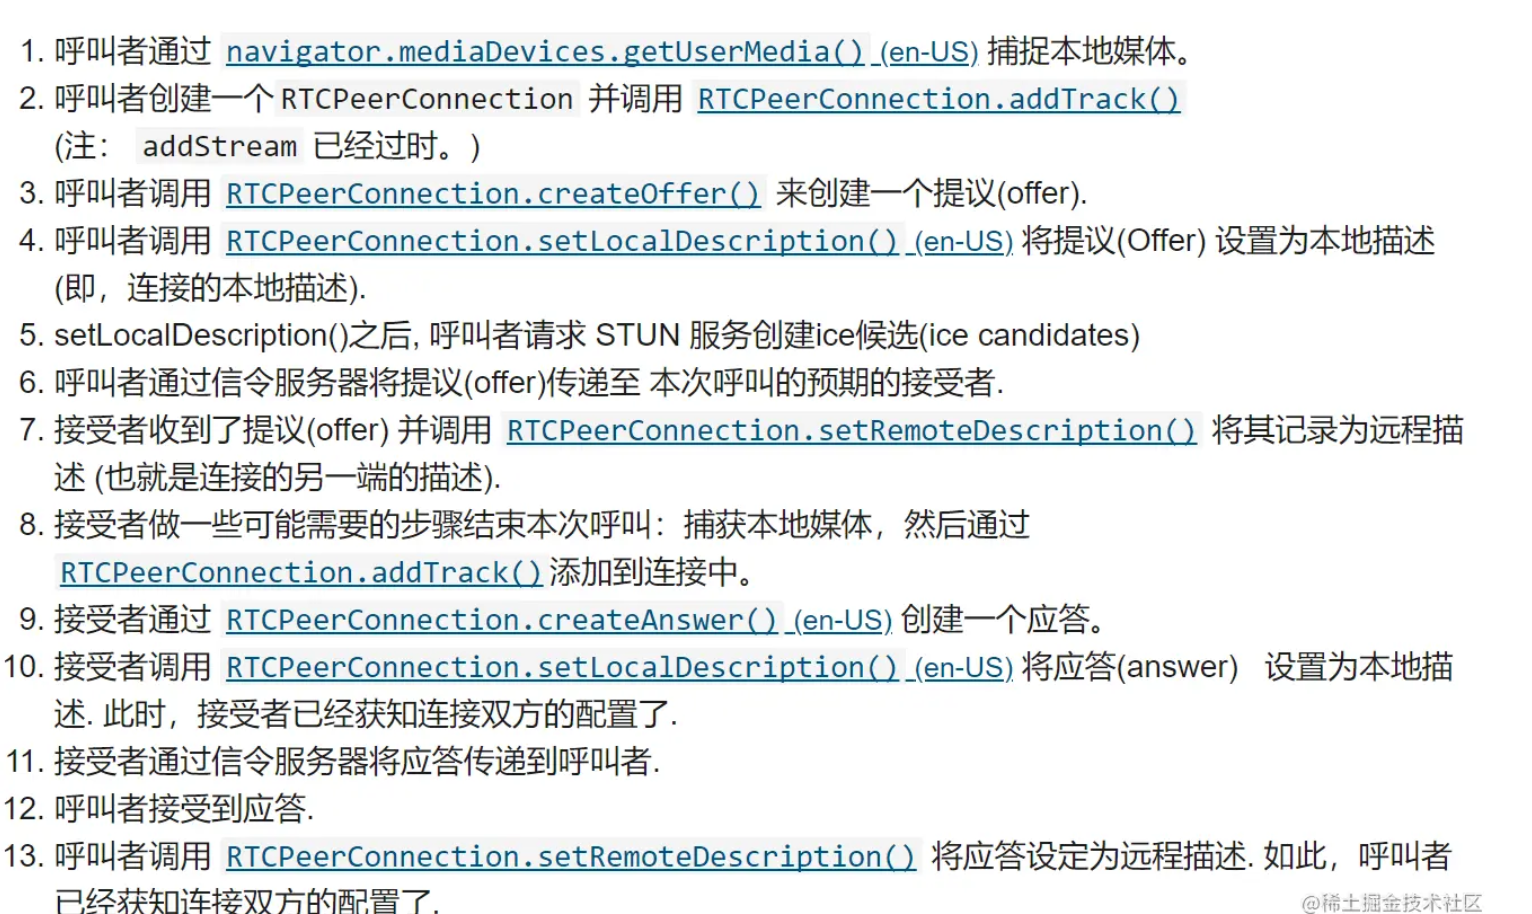 1. 呼叫者通过 navigator.mediaDevices.getUserMedia() (en-US) 捕捉本地媒体。
2. 呼叫者创建一个 RTCPeerConnection 并调用 RTCPeerConnection.addTrack()
(注： addStream 已经过时。)
3. 呼叫者调用 RTCPeerConnection.createOffer() 来创建一个提议(offer).
4. 呼叫者调用 RTCPeerConnection.setLocalDescription() (en-US) 将提议(Offer) 设置为本地描述
(即，连接的本地描述).
5. setLocalDescription()之后, 呼叫者请求 STUN 服务创建ice候选(ice candidates)
6. 呼叫者通过信令服务器将提议(offer)传递至 本次呼叫的预期的接受者.
7. 接受者收到了提议(offer) 并调用 RTCPeerConnection.setRemoteDescription() 将其记录为远程描
述 (也就是连接的另一端的描述).
8. 接受者做一些可能需要的步骤结束本次呼叫：捕获本地媒体，然后通过
RTCPeerConnection.addTrack()添加到连接中。
9. 接受者通过 RTCPeerConnection.createAnswer() (en-US) 创建一个应答。
10. 接受者调用 RTCPeerConnection.setLocalDescription() (en-US) 将应答(answer) 设置为本地描
述. 此时，接受者已经获知连接双方的配置了.
11. 接受者通过信令服务器将应答传递到呼叫者.
12. 呼叫者接受到应答.
13. 呼叫者调用 RTCPeerConnection.setRemoteDescription() 将应答设定为远程描述. 如此，呼叫者
已经获知连接双方的配置了.
@稀土掘金技术社区